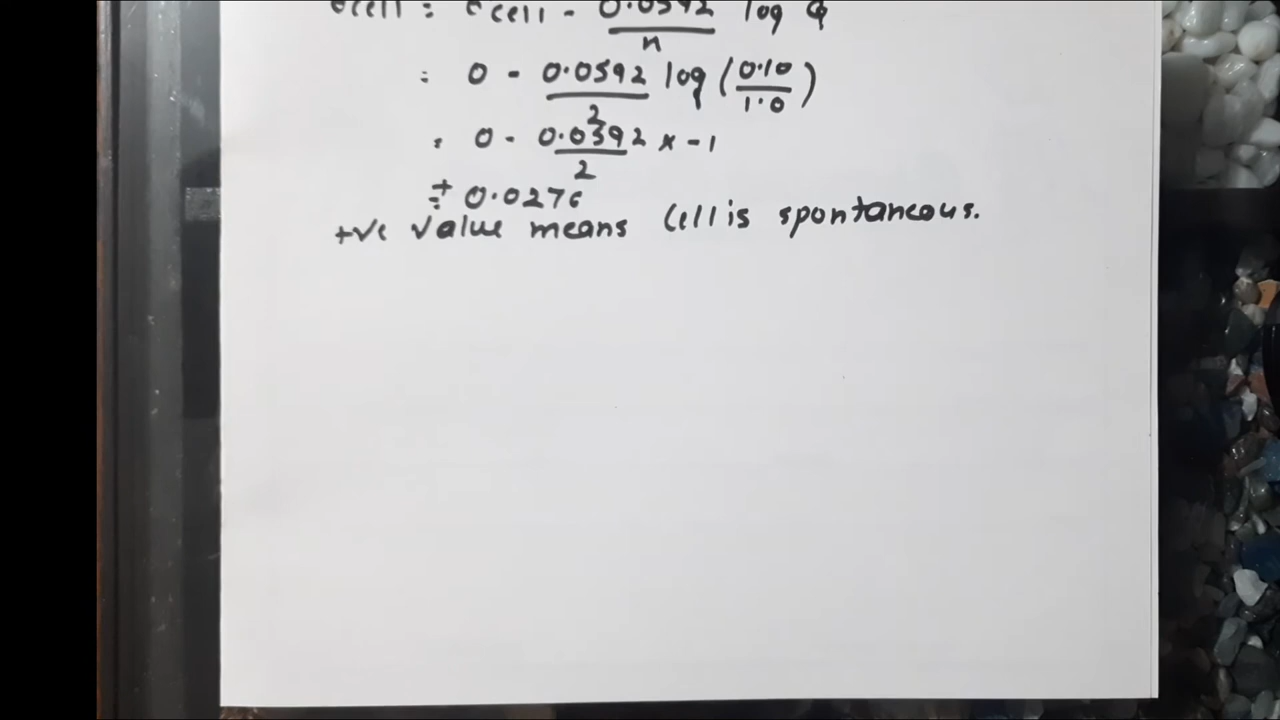 Ecell = E°cell - 0.0592/n log Q
= 0 - 0.0592/2 log (0.10/1.0)
= 0 - 0.0592/2 x -1
= + 0.0276
+ve value means Cell is spontaneous.